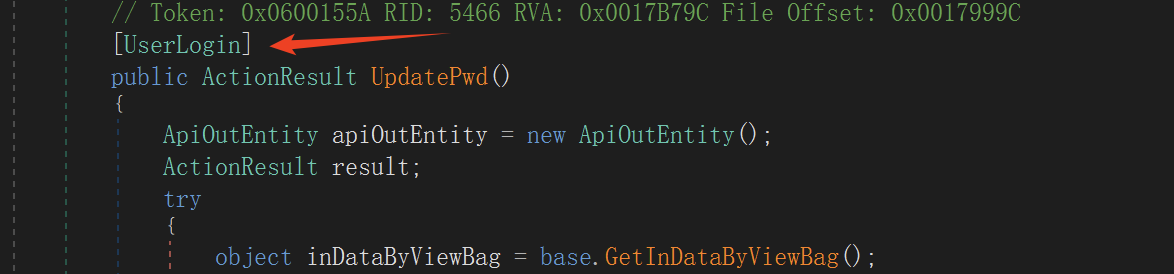 // Token: 0x0600155A RID: 5466 RVA: 0x0017B79C File Offset: 0x0017999C
[UserLogin]
public ActionResult UpdatePwd()
{
ApiOutEntity apiOutEntity = new ApiOutEntity();
ActionResult result;
try
{
object inDataByViewBag = base.GetInDataByViewBag();